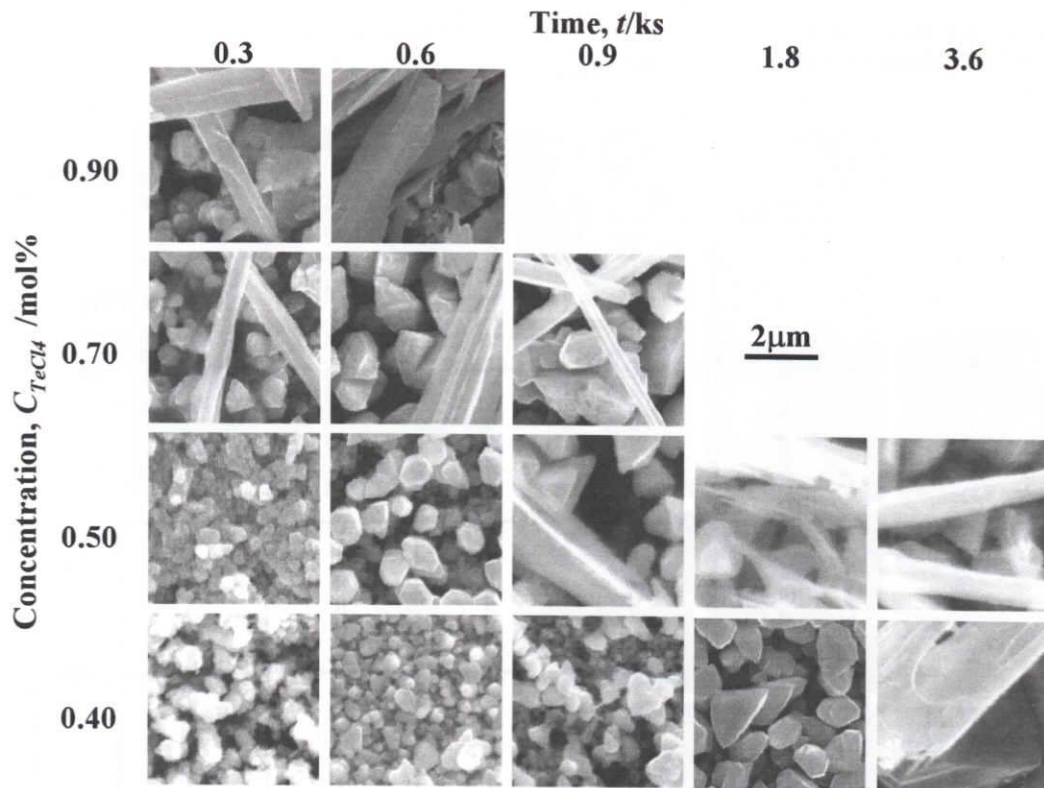 Time, t/ks
0.3 0.6 0.9 1.8 3.6
Concentration, C_TeCl4 /mol%
0.90
0.70
2μm
0.50
0.40